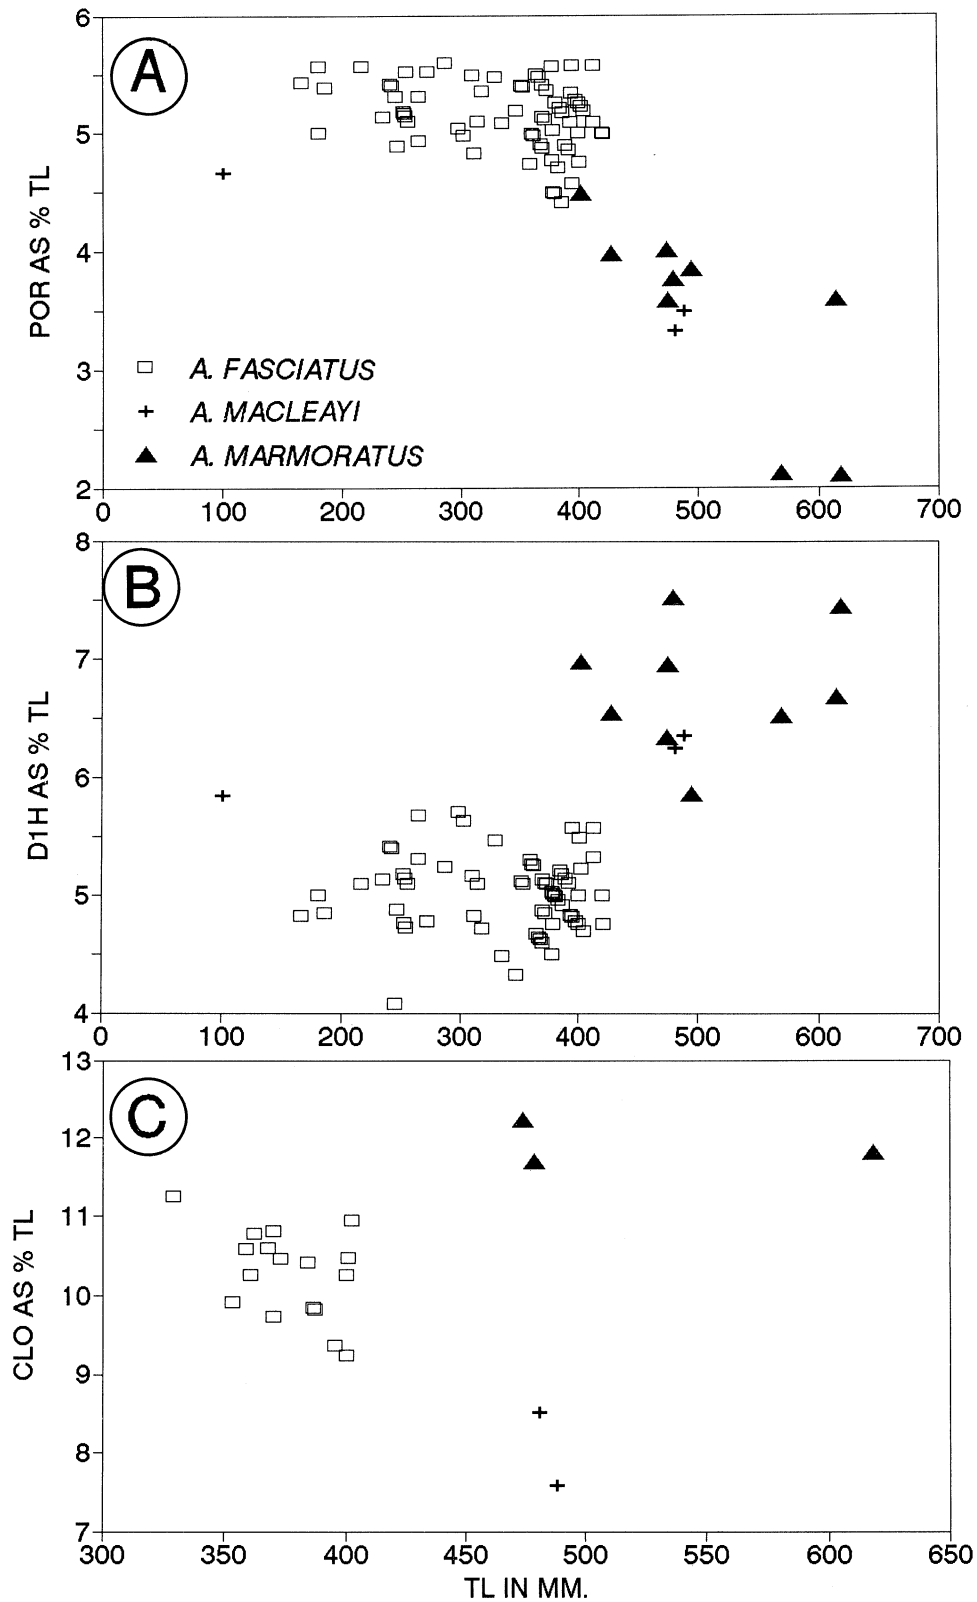 A
6
5
4
3
2
POR AS % TL
A. FASCIATUS
A. MACLEAYI
A. MARMORATUS
0 100 200 300 400 500 600 700
B
8
7
6
5
4
D1H AS % TL
0 100 200 300 400 500 600 700
C
13
12
11
10
9
8
7
CLO AS % TL
300 350 400 450 500 550 600 650
TL IN MM.